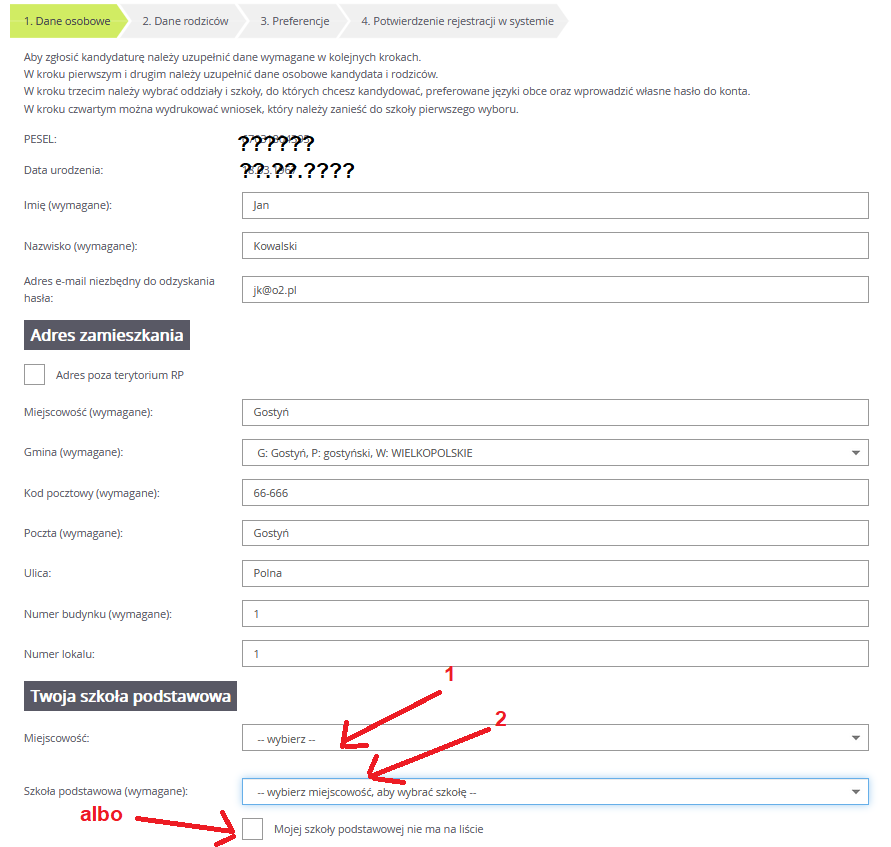 1. Dane osobowe
2. Dane rodziców
3. Preferencje
4. Potwierdzenie rejestracji w systemie
Aby zgłosić kandydaturę należy uzupełnić dane wymagane w kolejnych krokach.
W kroku pierwszym i drugim należy uzupełnić dane osobowe kandydata i rodziców.
W kroku trzecim należy wybrać oddziały i szkoły, do których chcesz kandydować, preferowane języki obce oraz wprowadzić własne hasło do konta.
W kroku czwartym można wydrukować wniosek, który należy zanieść do szkoły pierwszego wyboru.
PESEL: ??????
Data urodzenia: ??.??.????
Imię (wymagane): Jan
Nazwisko (wymagane): Kowalski
Adres e-mail niezbędny do odzyskania
hasła: jk@o2.pl
Adres zamieszkania
Adres poza terytorium RP
Miejscowość (wymagane): Gostyń
Gmina (wymagane): G: Gostyń, P: gostyński, W: WIELKOPOLSKIE
Kod pocztowy (wymagane): 66-666
Poczta (wymagane): Gostyń
Ulica: Polna
Numer budynku (wymagane): 1
Numer lokalu: 1
1
Twoja szkoła podstawowa
2
Miejscowość: -- wybierz --
Szkoła podstawowa (wymagane): -- wybierz miejscowość, aby wybrać szkołę --
albo
Mojej szkoły podstawowej nie ma na liście